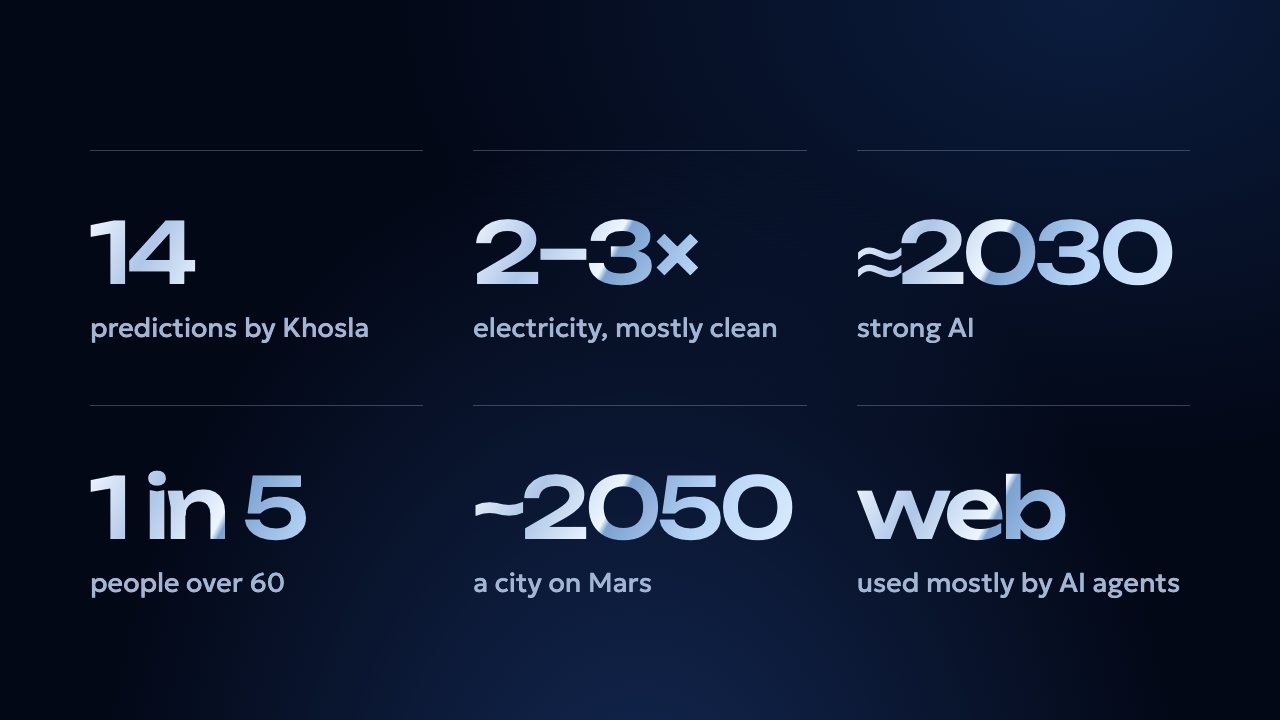 14
2–3×
≈2030
predictions by Khosla
electricity, mostly clean
strong AI
1 in 5
~2050
web
people over 60
a city on Mars
used mostly by AI agents